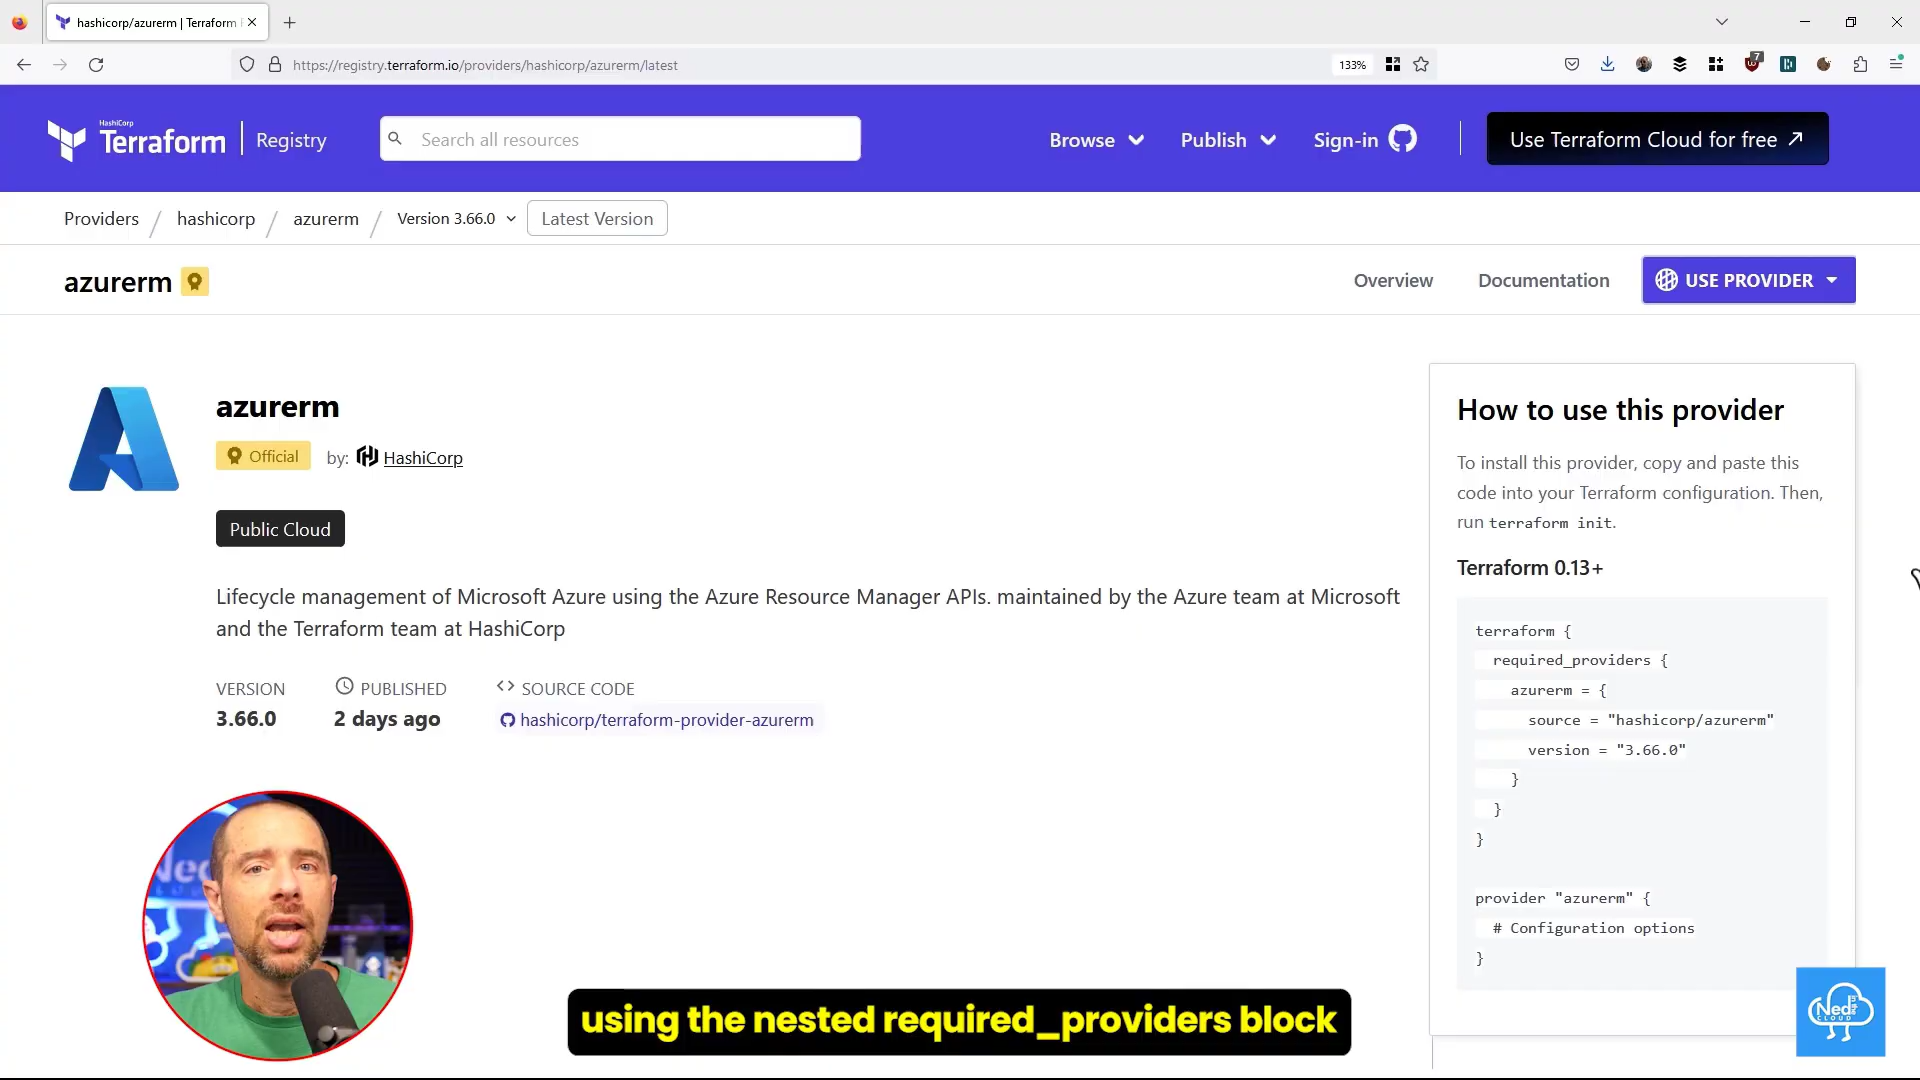 hashicorp/azurerm | Terraform
https://registry.terraform.io/providers/hashicorp/azurerm/latest
133%
7
HashiCorp
Terraform
Registry
Search all resources
Browse
Publish
Sign-in
Use Terraform Cloud for free
Providers / hashicorp / azurerm / Version 3.66.0
Latest Version
azurerm
Overview
Documentation
USE PROVIDER
azurerm
Official
by: HashiCorp
Public Cloud
Lifecycle management of Microsoft Azure using the Azure Resource Manager APIs. maintained by the Azure team at Microsoft
and the Terraform team at HashiCorp
VERSION
3.66.0
PUBLISHED
2 days ago
SOURCE CODE
hashicorp/terraform-provider-azurerm
How to use this provider
To install this provider, copy and paste this
code into your Terraform configuration. Then,
run terraform init.
Terraform 0.13+
terraform {
required_providers {
azurerm = {
source = "hashicorp/azurerm"
version = "3.66.0"
}
}
}
provider "azurerm" {
# Configuration options
}
using the nested required_providers block
Ned
CLOUD